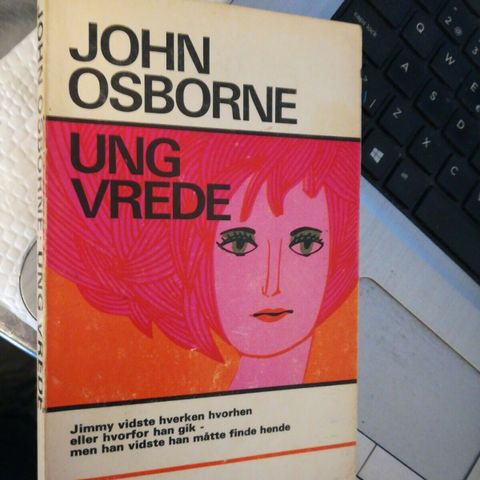 JOHN
OSBORNE
UNG
VREDE
Jimmy vidste hverken hvorhen
eller hvorfor han gik -
men han vidste han måtte finde hende
JOHN OSBORNE: UNG VREDE